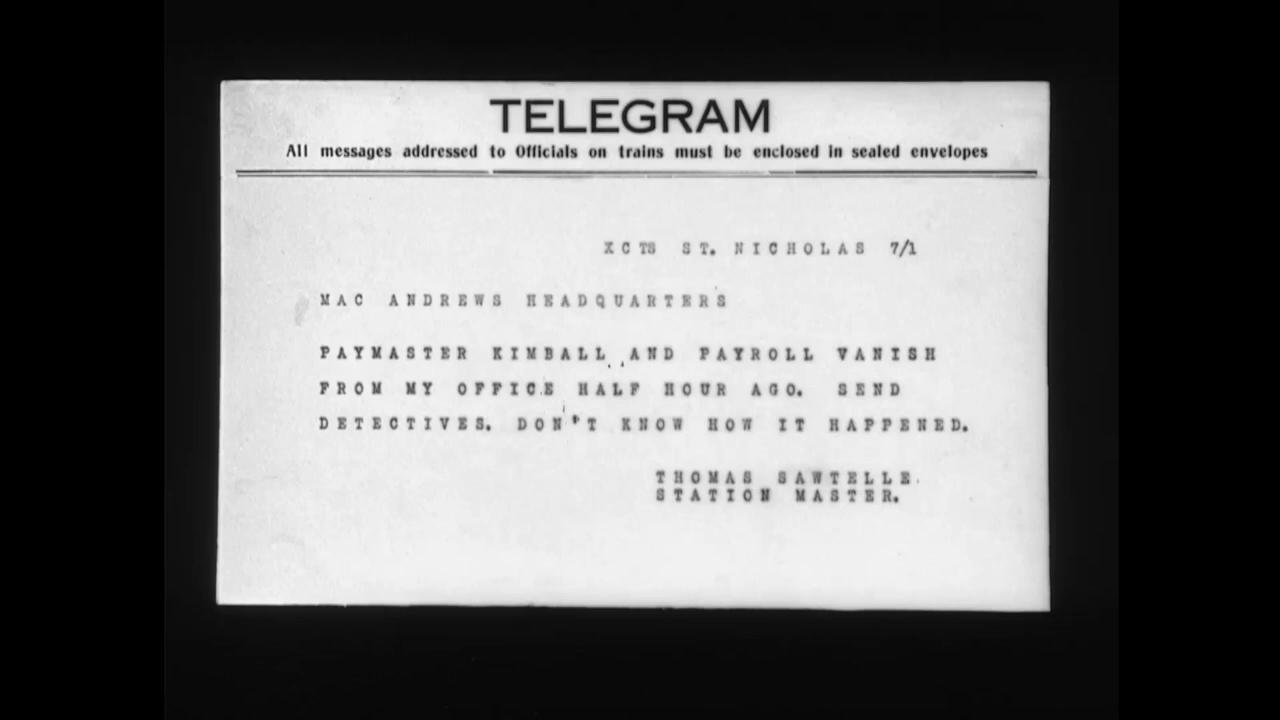 TELEGRAM
All messages addressed to Officials on trains must be enclosed in sealed envelopes
XCTS ST. NICHOLAS 7/1
MAC ANDREWS HEADQUARTERS
PAYMASTER KIMBALL AND PAYROLL VANISH
FROM MY OFFICE HALF HOUR AGO. SEND
DETECTIVES. DON'T KNOW HOW IT HAPPENED.
THOMAS SAWTELLE.
STATION MASTER.